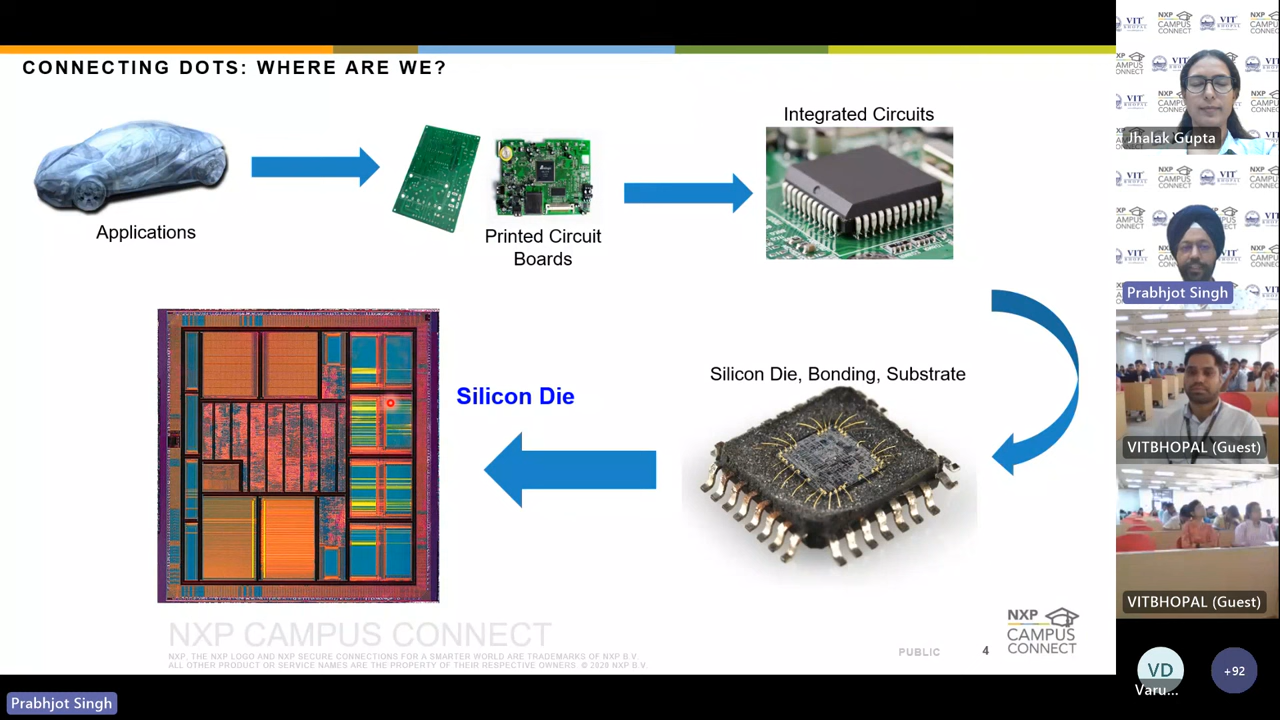 CONNECTING DOTS: WHERE ARE WE?
Applications
Printed Circuit
Boards
Integrated Circuits
Silicon Die, Bonding, Substrate
Silicon Die
NXP CAMPUS CONNECT
NXP, THE NXP LOGO AND NXP SECURE CONNECTIONS FOR A SMARTER WORLD ARE TRADEMARKS OF NXP B.V.
ALL OTHER PRODUCT OR SERVICE NAMES ARE THE PROPERTY OF THEIR RESPECTIVE OWNERS. © 2020 NXP B.V.
PUBLIC
4
NXP
CAMPUS
CONNECT
Prabhjot Singh
Jhalak Gupta
Prabhjot Singh
VITBHOPAL (Guest)
VITBHOPAL (Guest)
VD
Varu...
+92